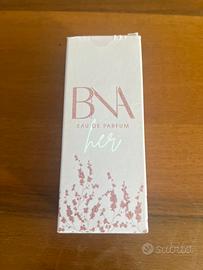 BNA
EAU DE PARFUM
her
subito